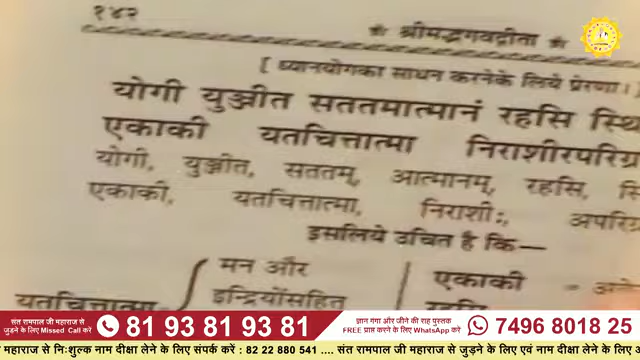 १४२
श्रीमद्भगवद्गीता
[ ध्यानयोगका साधन करनेके लिये प्रेरणा। ]
योगी युञ्जीत सततमात्मानं रहसि
एकाकी यतचित्तात्मा
योगी, युञ्जीत, सततम्, आत्मानम्, रहसि,
एकाकी, यतचित्तात्मा, निराशीः,
इसलिये उचित है कि—
मन और
इन्द्रियोंसहित
एकाकी
यतचित्तात्मा
संत रामपाल जी महाराज से
जुड़ने के लिए Missed Call करें
81 93 81 93 81
ज्ञान गंगा और जीने की राह पुस्तक
FREE प्राप्त करने के लिए WhatsApp करें
7496 8018 25
महाराज से निःशुल्क नाम दीक्षा लेने के लिए संपर्क करें : 82 22 880 541 .... संत रामपाल जी महाराज से जुड़ने के लिए एवं नाम दीक्षा लेने के